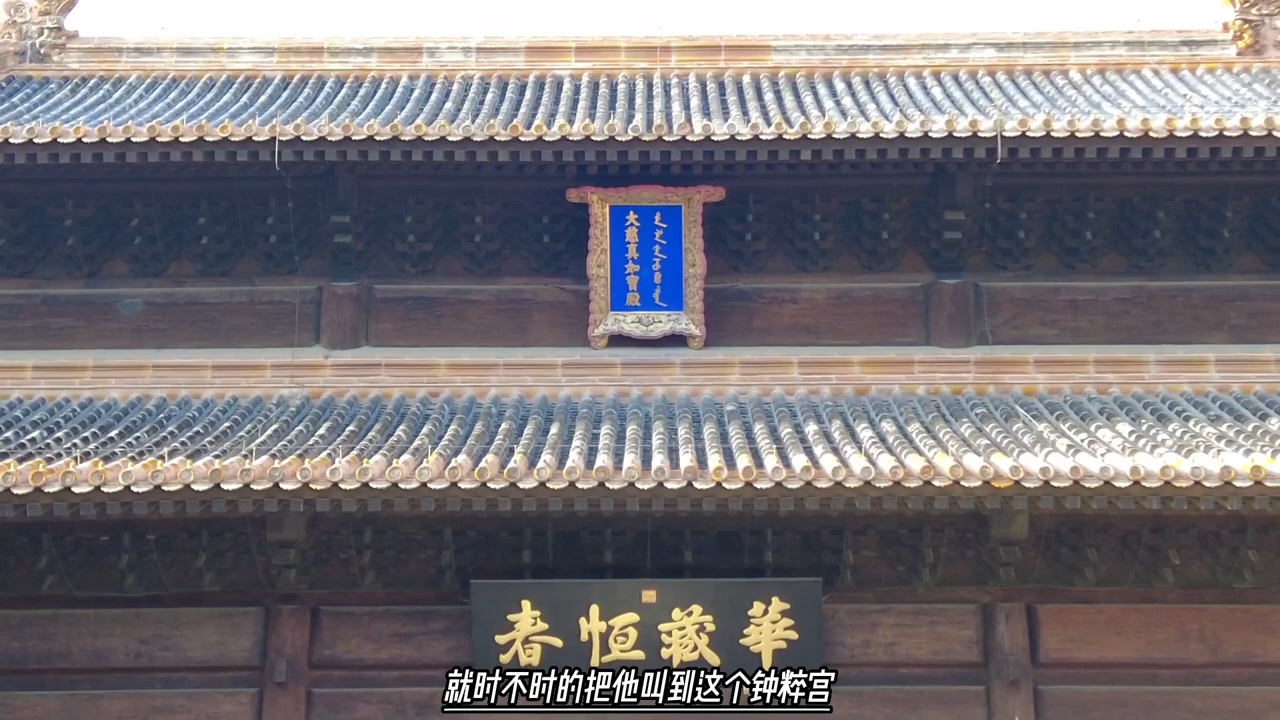 大慈真如寶殿
華藏恒春
就时不时的把他叫到这个钟粹宫